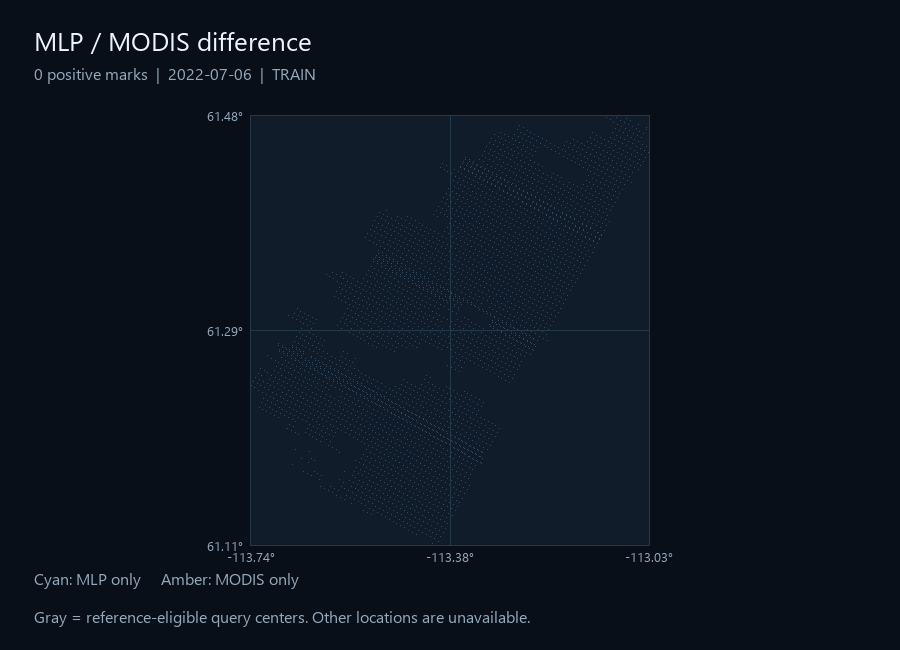 MLP / MODIS difference
0 positive marks | 2022-07-06 | TRAIN
61.48°
61.29°
61.11°
-113.74° -113.38° -113.03°
Cyan: MLP only Amber: MODIS only
Gray = reference-eligible query centers. Other locations are unavailable.